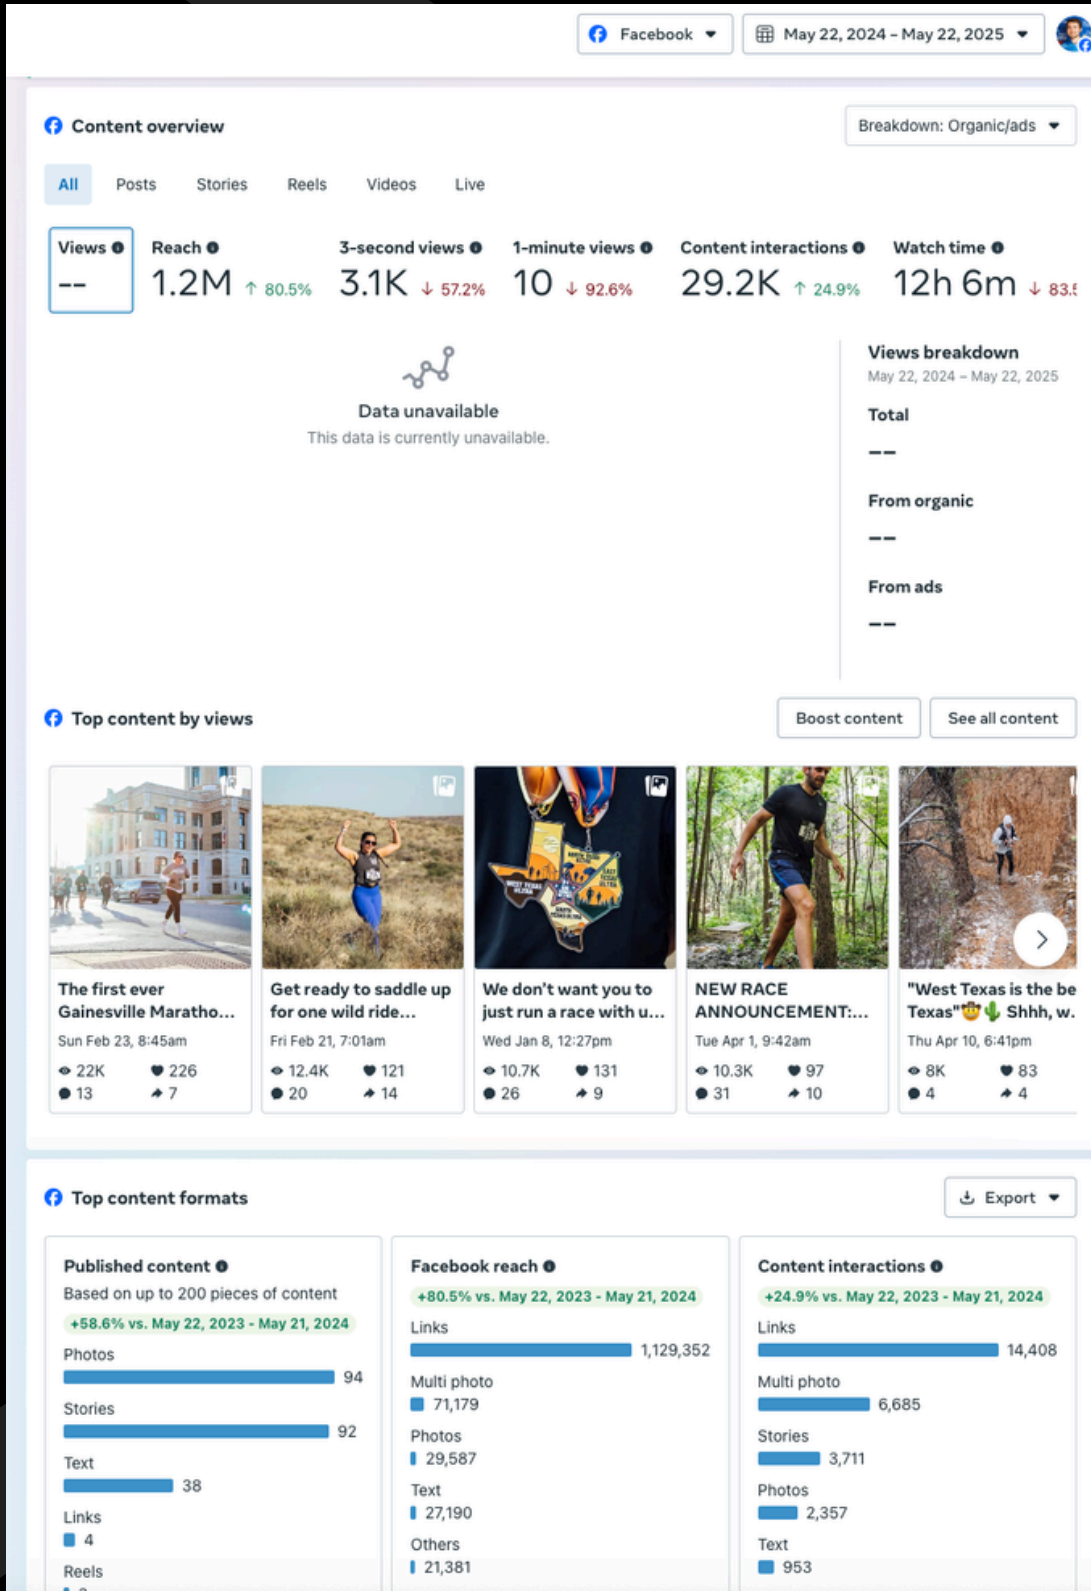 Facebook
May 22, 2024 – May 22, 2025
Content overview
Breakdown: Organic/ads
All Posts Stories Reels Videos Live
Views Reach 3-second views 1-minute views Content interactions Watch time
-- 1.2M ↑ 80.5% 3.1K ↓ 57.2% 10 ↓ 92.6% 29.2K ↑ 24.9% 12h 6m ↓ 83.
Data unavailable
This data is currently unavailable.
Views breakdown
May 22, 2024 – May 22, 2025
Total
--
From organic
--
From ads
--
Top content by views
Boost content
See all content
WEST TEXAS
ULTRA
EAST
TEXAS
ULTRA
The first ever
Gainesville Maratho...
Sun Feb 23, 8:45am
22K 226
13 7
Get ready to saddle up
for one wild ride...
Fri Feb 21, 7:01am
12.4K 121
20 14
We don't want you to
just run a race with u...
Wed Jan 8, 12:27pm
10.7K 131
26 9
NEW RACE
ANNOUNCEMENT:...
Tue Apr 1, 9:42am
10.3K 97
31 10
"West Texas is the be
Texas"🤠🌵 Shhh, w.
Thu Apr 10, 6:41pm
8K 83
4 4
Top content formats
Export
Published content
Based on up to 200 pieces of content
+58.6% vs. May 22, 2023 - May 21, 2024
Photos
94
Stories
92
Text
38
Links
4
Reels
Facebook reach
+80.5% vs. May 22, 2023 - May 21, 2024
Links
1,129,352
Multi photo
71,179
Photos
29,587
Text
27,190
Others
21,381
Content interactions
+24.9% vs. May 22, 2023 - May 21, 2024
Links
14,408
Multi photo
6,685
Stories
3,711
Photos
2,357
Text
953